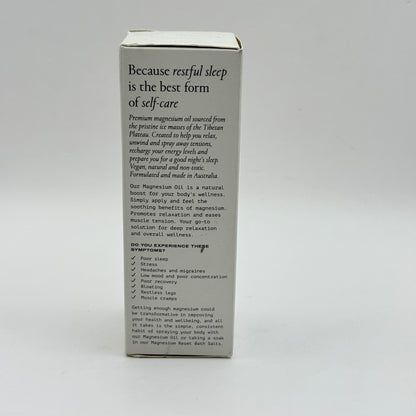 Because restful sleep
is the best form
of self-care
Premium magnesium oil sourced from
the pristine ice masses of the Tibetan
Plateau. Created to help you relax,
unwind and spray away tensions,
recharge your energy levels and
prepare you for a good night's sleep.
Vegan, natural and non-toxic.
Formulated and made in Australia.
Our Magnesium Oil is a natural
boost for your body's wellness.
Simply apply and feel the
soothing benefits of magnesium.
Promotes relaxation and eases
muscle tension. Your go-to
solution for deep relaxation
and overall wellness.
DO YOU EXPERIENCE THESE
SYMPTOMS?
✓ Poor sleep
✓ Stress
✓ Headaches and migraines
✓ Low mood and poor concentration
✓ Poor recovery
✓ Bloating
✓ Restless legs
✓ Muscle cramps
Getting enough magnesium could
be transformative in improving
your health and wellbeing, and all
it takes is the simple, consistent
habit of spraying your body with
our Magnesium Oil or taking a soak
in our Magnesium Reset Bath Salts.